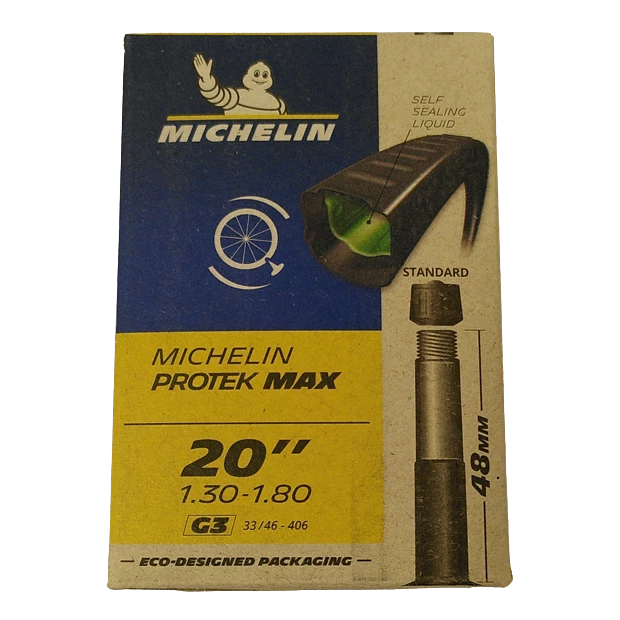 MICHELIN
SELF
SEALING
LIQUID
STANDARD
MICHELIN
PROTEK MAX
20"
1.30-1.80
G3 33/46 - 406
48MM
ECO-DESIGNED PACKAGING